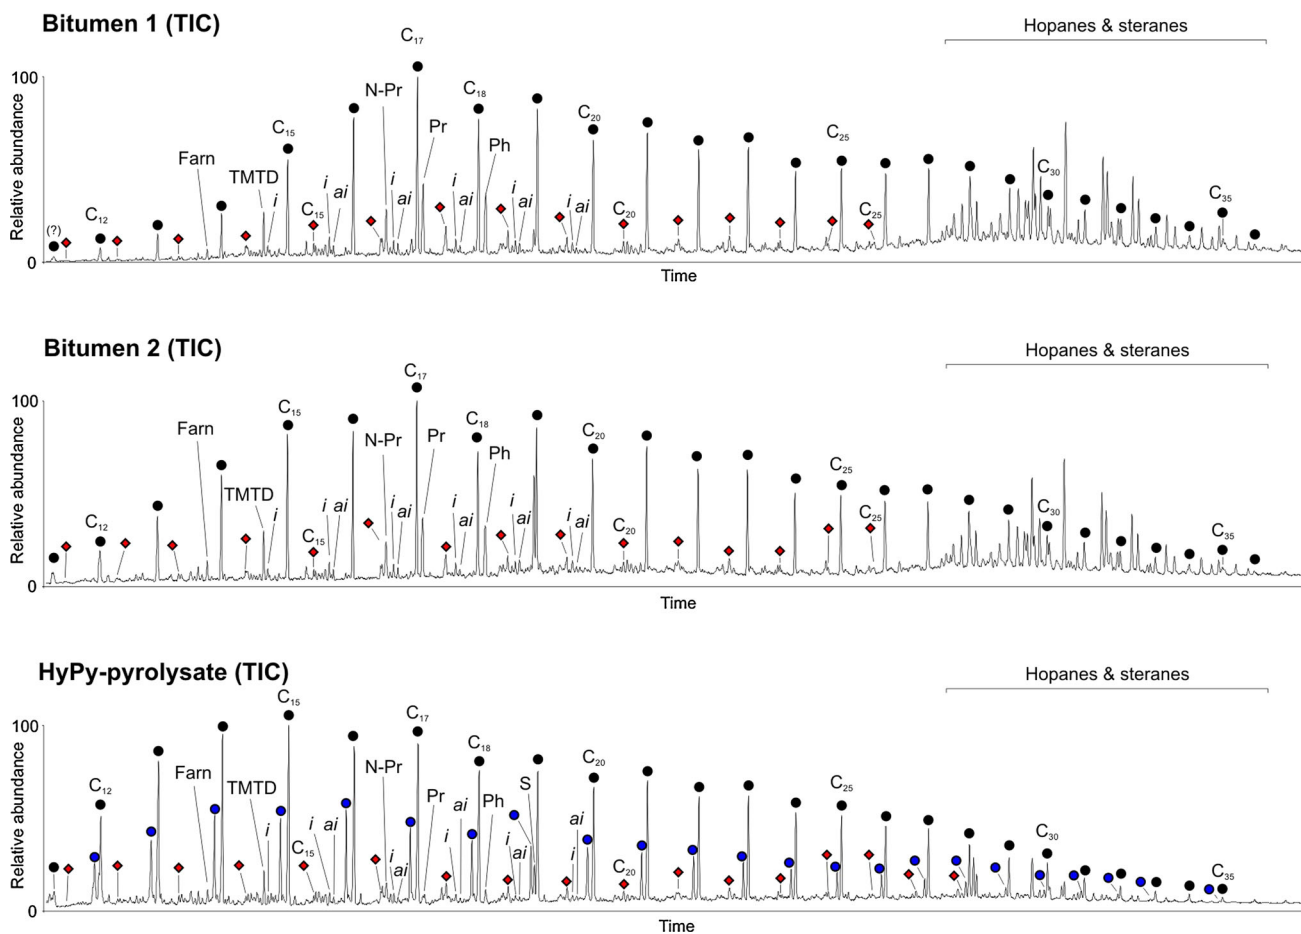 Bitumen 1 (TIC)
Hopanes & steranes
Relative abundance
100
0
(?)
C12
Farn
TMTD
i
C15
C15
i
ai
N-Pr
i
ai
C17
Pr
i
ai
C18
Ph
i
ai
i
ai
C20
C20
C25
C25
C30
C35
Time
Bitumen 2 (TIC)
Hopanes & steranes
Relative abundance
100
0
C12
Farn
TMTD
i
C15
C15
i
ai
N-Pr
i
ai
C17
Pr
i
ai
C18
Ph
i
ai
i
ai
C20
C20
C25
C25
C30
C35
Time
HyPy-pyrolysate (TIC)
Hopanes & steranes
Relative abundance
100
0
C12
Farn
TMTD
i
C15
C15
i
ai
N-Pr
i
ai
C17
Pr
i
ai
C18
Ph
i
ai
S
i
ai
C20
C20
C25
C30
C35
Time